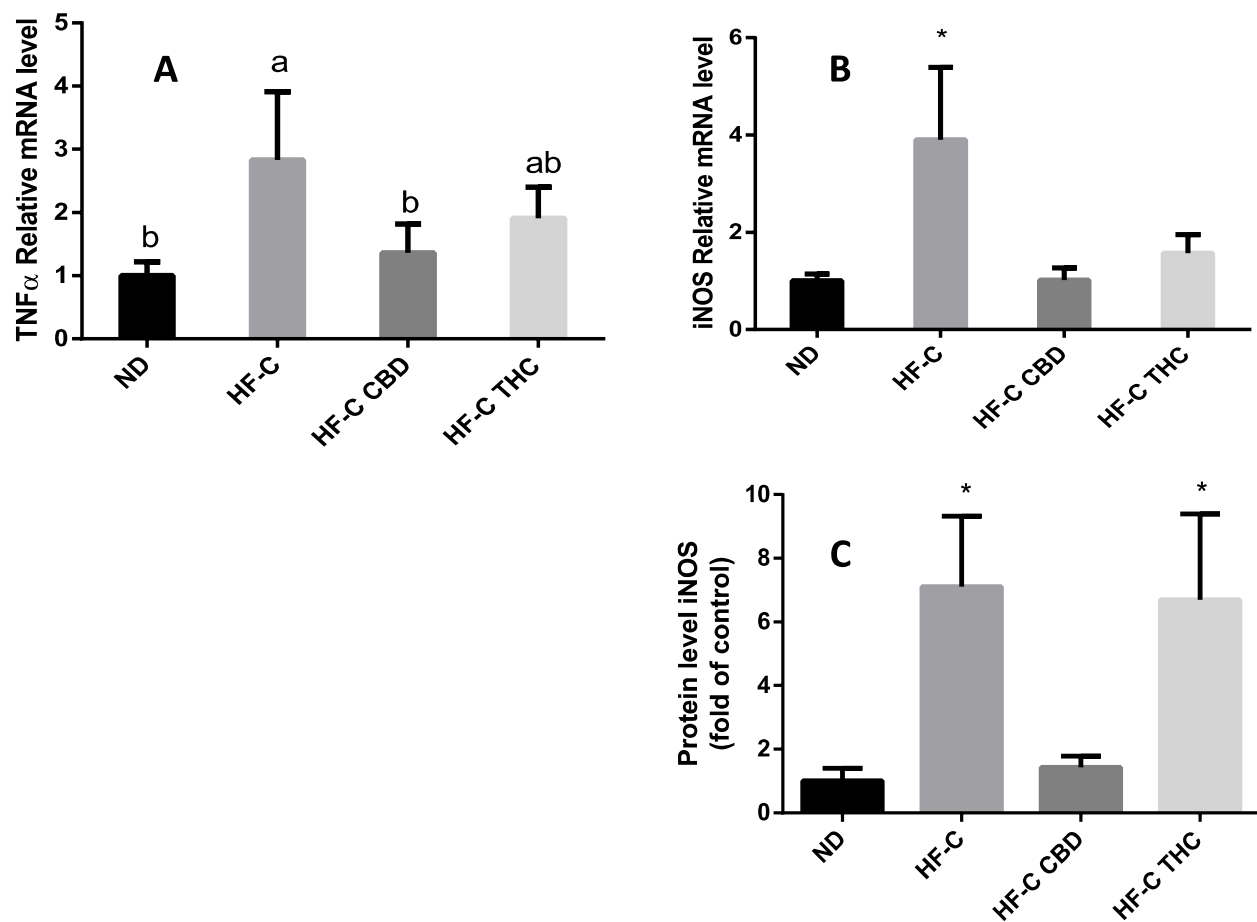 A
TNFα Relative mRNA level
5
4
3
2
1
0
b
a
b
ab
ND
HF-C
HF-C CBD
HF-C THC
B
iNOS Relative mRNA level
6
4
2
0
*
ND
HF-C
HF-C CBD
HF-C THC
C
Protein level iNOS
(fold of control)
10
8
6
4
2
0
*
*
ND
HF-C
HF-C CBD
HF-C THC